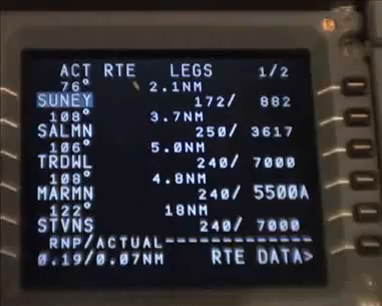 ACT RTE LEGS 1/2
76° 2.1NM
SUNEY 172/ 882
108° 3.7NM
SALMN 250/ 3617
106° 5.0NM
TRDWL 240/ 7000
108° 4.8NM
MARMN 240/ 5500A
122° 18NM
STVNS 240/ 7000
RNP/ACTUAL--------------
0.19/0.07NM RTE DATA>